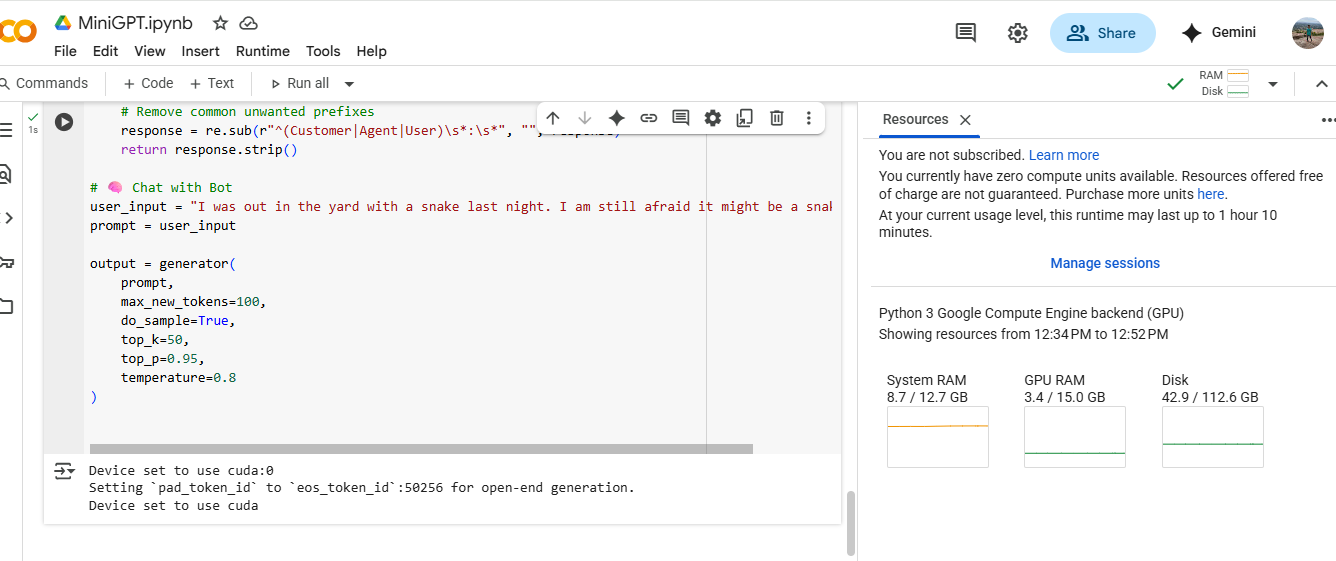 MiniGPT.ipynb
File Edit View Insert Runtime Tools Help
Share
Gemini
Commands + Code + Text Run all
RAM
Disk
1s
# Remove common unwanted prefixes
response = re.sub(r"^(Customer|Agent|User)\s*:\s*", "",
return response.strip()
# 🧠 Chat with Bot
user_input = "I was out in the yard with a snake last night. I am still afraid it might be a snak
prompt = user_input
output = generator(
prompt,
max_new_tokens=100,
do_sample=True,
top_k=50,
top_p=0.95,
temperature=0.8
)
Device set to use cuda:0
Setting `pad_token_id` to `eos_token_id`:50256 for open-end generation.
Device set to use cuda
Resources
You are not subscribed. Learn more
You currently have zero compute units available. Resources offered free
of charge are not guaranteed. Purchase more units here.
At your current usage level, this runtime may last up to 1 hour 10
minutes.
Manage sessions
Python 3 Google Compute Engine backend (GPU)
Showing resources from 12:34 PM to 12:52 PM
System RAM
8.7 / 12.7 GB
GPU RAM
3.4 / 15.0 GB
Disk
42.9 / 112.6 GB